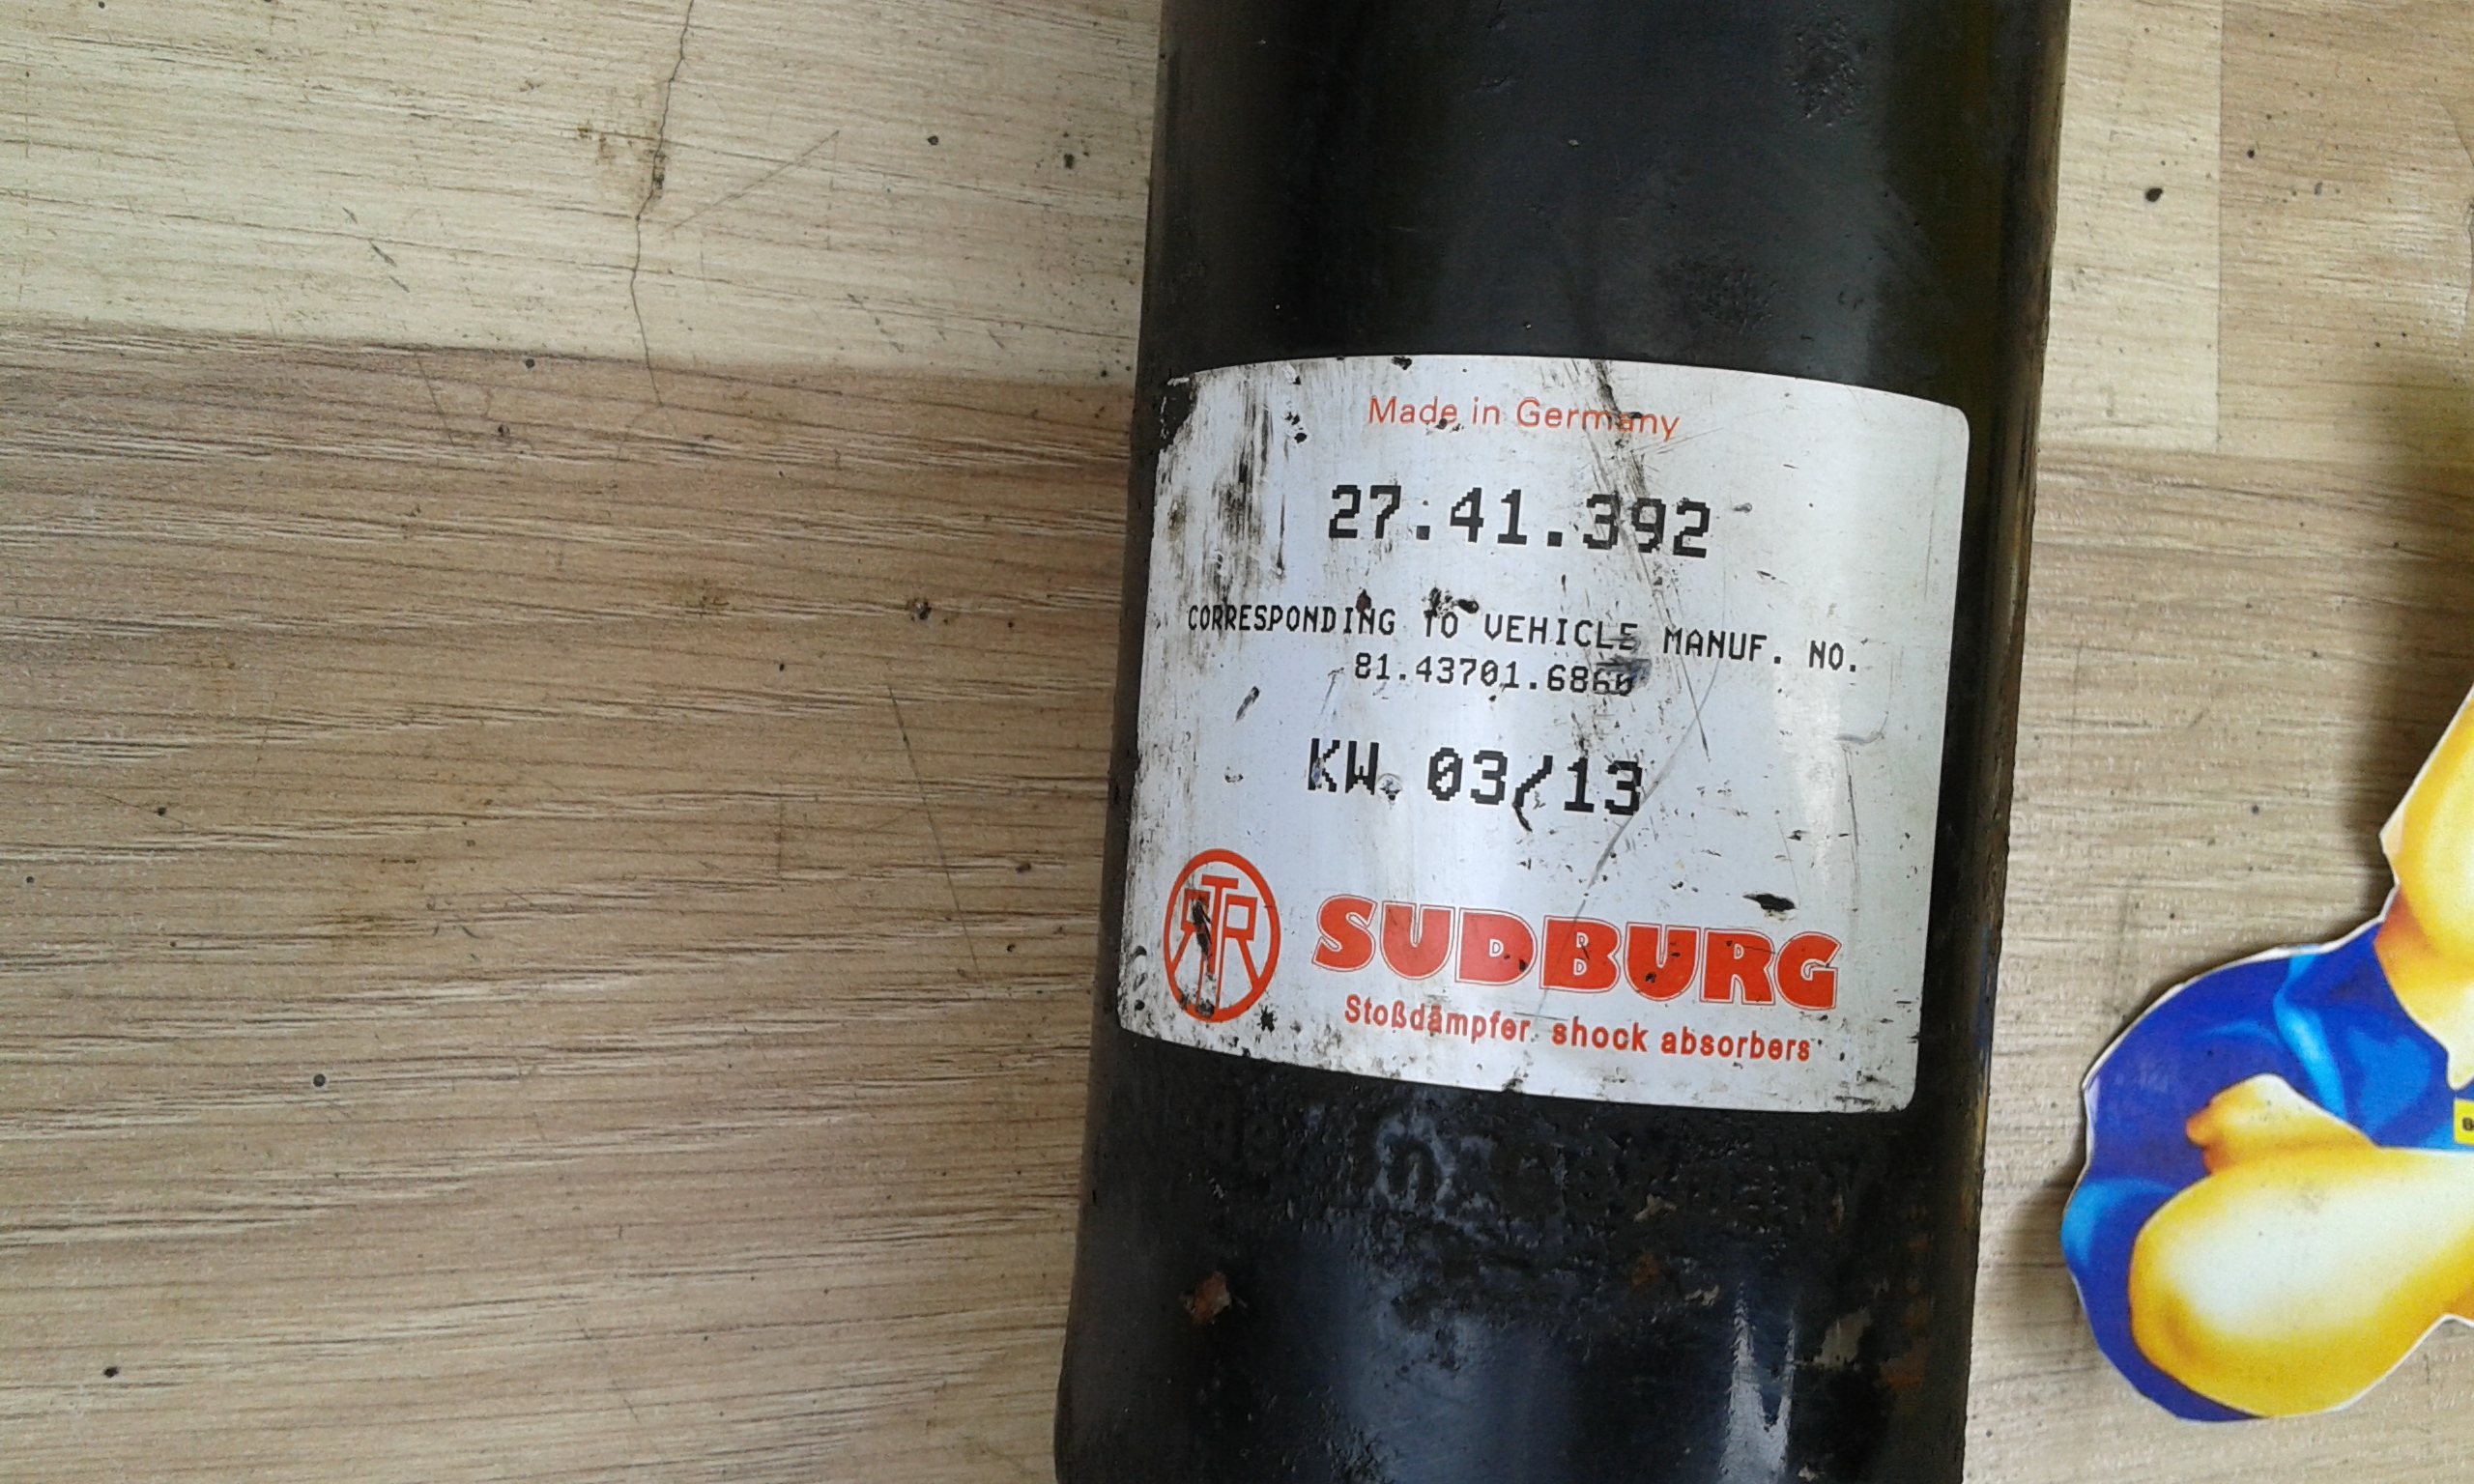 Made in Germany
27.41.392
CORRESPONDING TO VEHICLE MANUF. NO.
81.43701.6860
KW. 03/13
RTR
SUDBURG
Stoßdämpfer shock absorbers